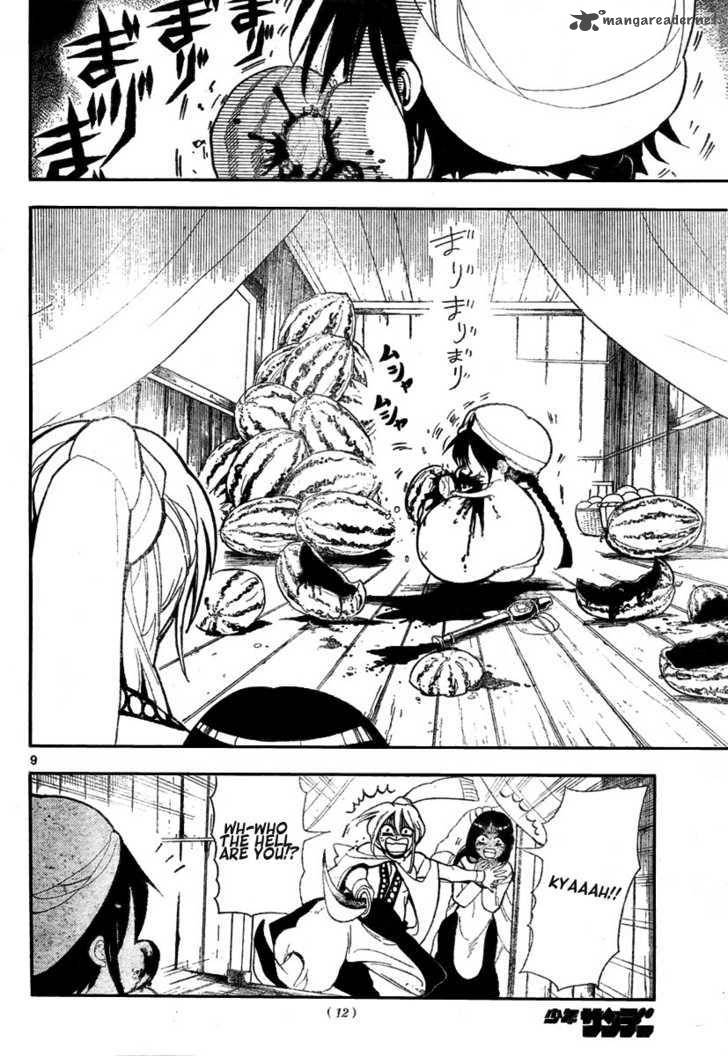 mangareader.net
まり゛
まり゛
まり゛
まり゛まり゛まり゛
ムシャ
ムシャ
9
KYAAAH!!
WH-WHO
THE HELL
ARE YOU!?
(12)
少年サンデー